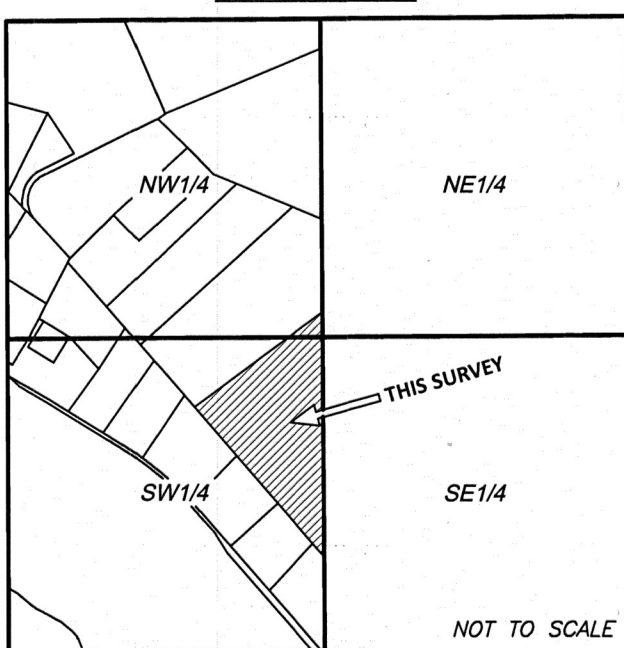 NW1/4
NE1/4
THIS SURVEY
SW1/4
SE1/4
NOT TO SCALE